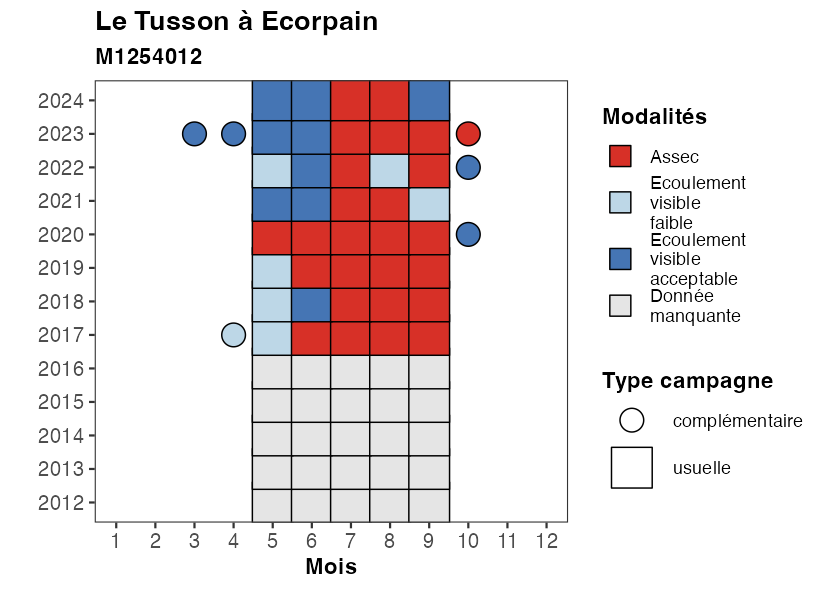 Le Tusson à Ecorpain
M1254012
2024
2023
2022
2021
2020
2019
2018
2017
2016
2015
2014
2013
2012
1 2 3 4 5 6 7 8 9 10 11 12
Mois
Modalités
Assec
Ecoulement
visible
faible
Ecoulement
visible
acceptable
Donnée
manquante
Type campagne
complémentaire
usuelle